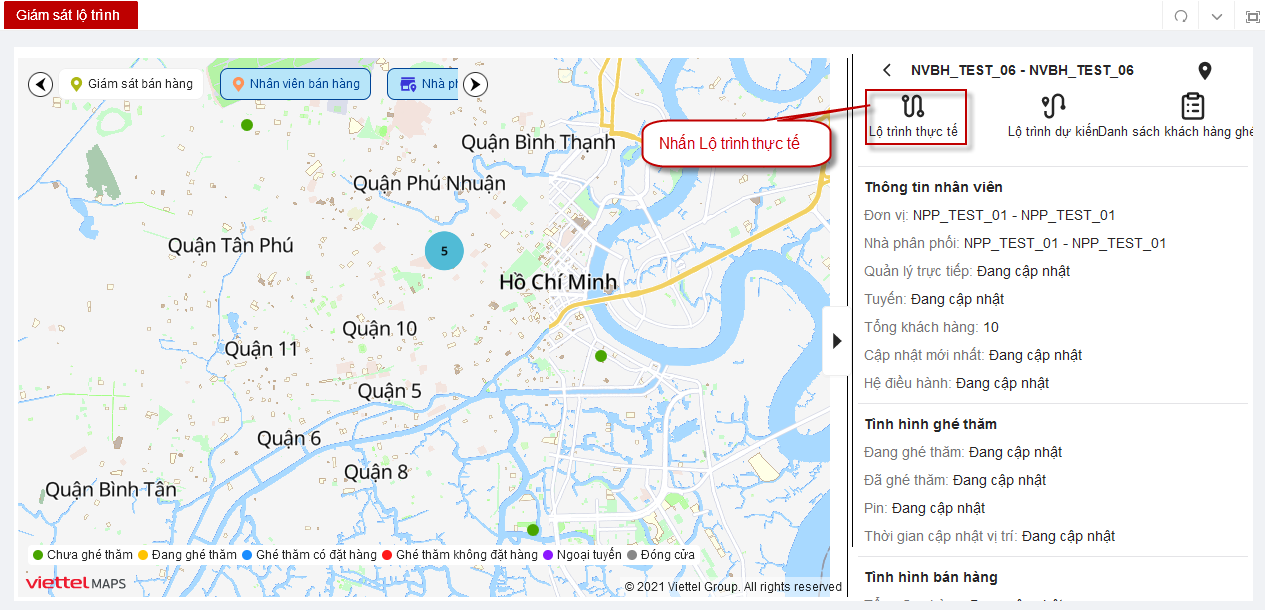 Giám sát lộ trình
Giám sát bán hàng
Nhân viên bán hàng
Nhà ph
Quận Bình Thạnh
Quận Phú Nhuận
Quận Tân Phú
5
Hồ Chí Minh
Quận 10
Quận 11
Quận 5
Quận 6
Quận 8
Quận Bình Tân
Nhấn Lộ trình thực tế
Chưa ghé thăm Đang ghé thăm Ghé thăm có đặt hàng Ghé thăm không đặt hàng Ngoại tuyến Đóng cửa
viettel MAPS
© 2021 Viettel Group. All rights reserved
NVBH_TEST_06 - NVBH_TEST_06
Lộ trình thực tế
Lộ trình dự kiến
Danh sách khách hàng ghé
Thông tin nhân viên
Đơn vị: NPP_TEST_01 - NPP_TEST_01
Nhà phân phối: NPP_TEST_01 - NPP_TEST_01
Quản lý trực tiếp: Đang cập nhật
Tuyến: Đang cập nhật
Tổng khách hàng: 10
Cập nhật mới nhất: Đang cập nhật
Hệ điều hành: Đang cập nhật
Tình hình ghé thăm
Đang ghé thăm: Đang cập nhật
Đã ghé thăm: Đang cập nhật
Pin: Đang cập nhật
Thời gian cập nhật vị trí: Đang cập nhật
Tình hình bán hàng